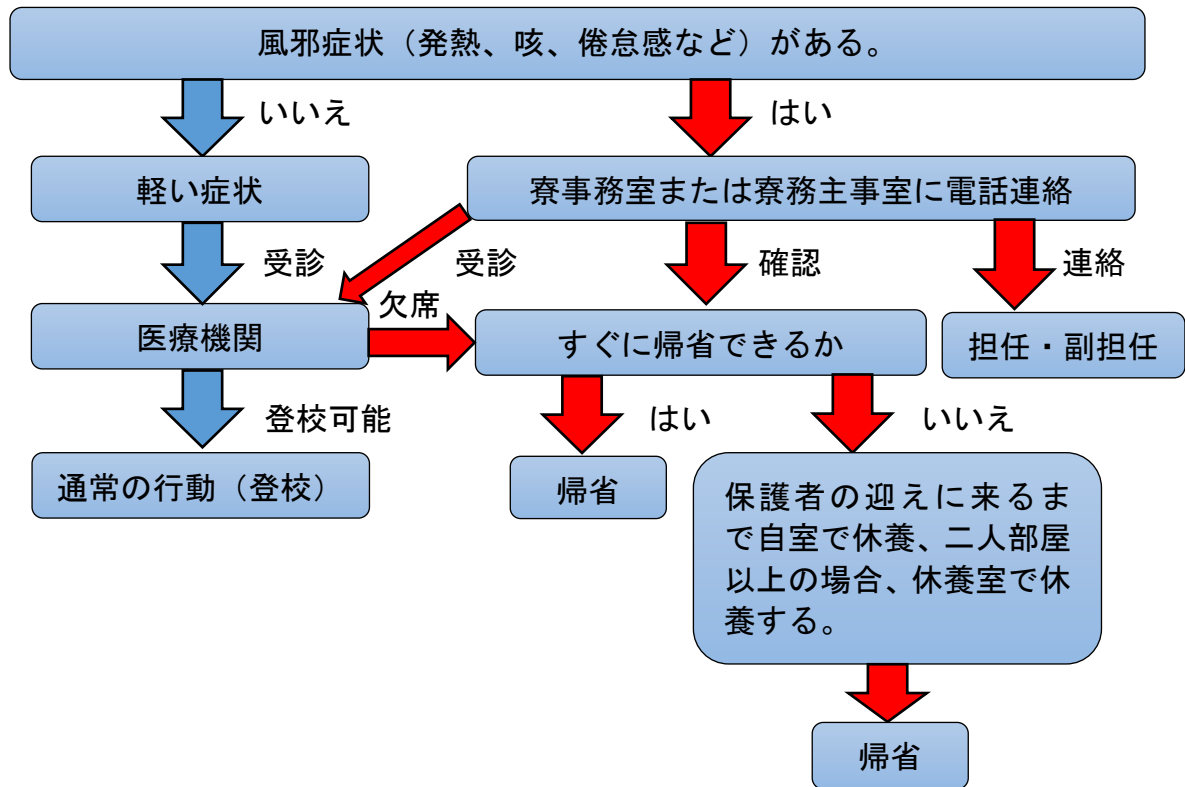 風邪症状（発熱、咳、倦怠感など）がある。
いいえ
はい
軽い症状
寮事務室または寮務主事室に電話連絡
受診
受診
確認
連絡
欠席
医療機関
すぐに帰省できるか
担任・副担任
登校可能
はい
いいえ
通常の行動（登校）
帰省
保護者の迎えに来るま
で自室で休養、二人部屋
以上の場合、休養室で休
養する。
帰省